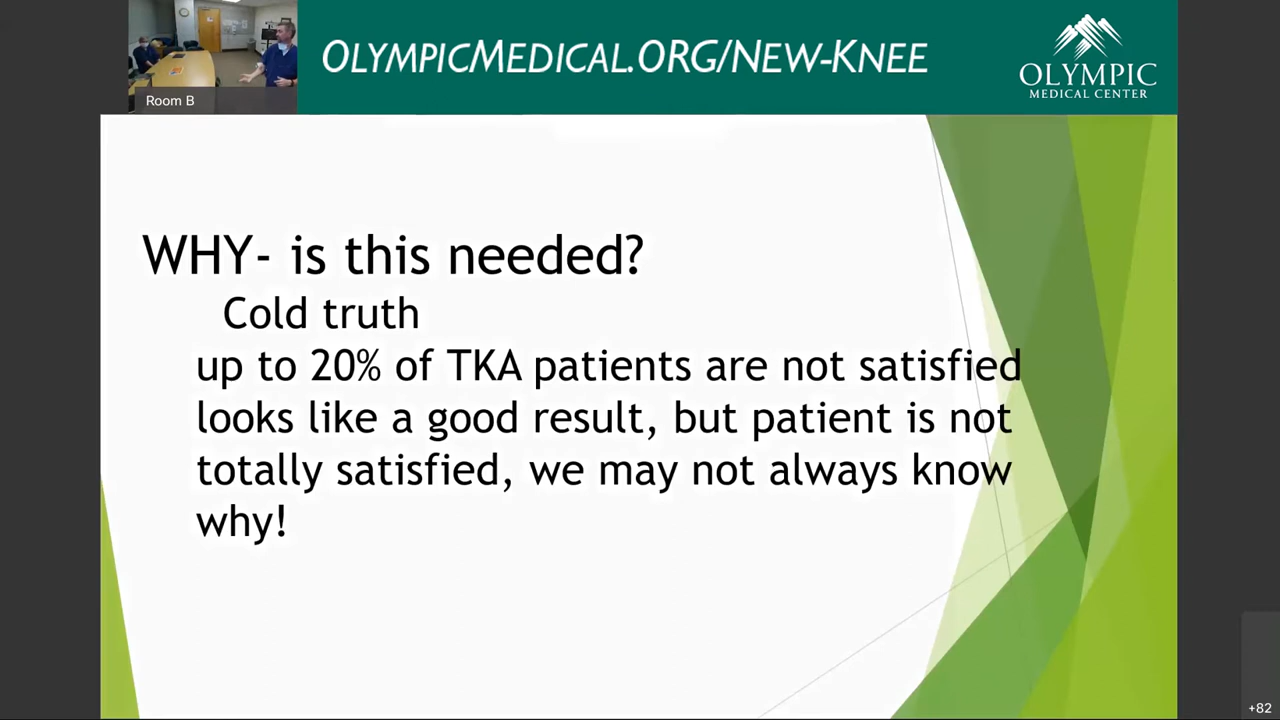 OLYMPICMEDICAL.ORG/NEW-KNEE
OLYMPIC
MEDICAL CENTER
Room B
WHY- is this needed?
Cold truth
up to 20% of TKA patients are not satisfied
looks like a good result, but patient is not
totally satisfied, we may not always know
why!
+82